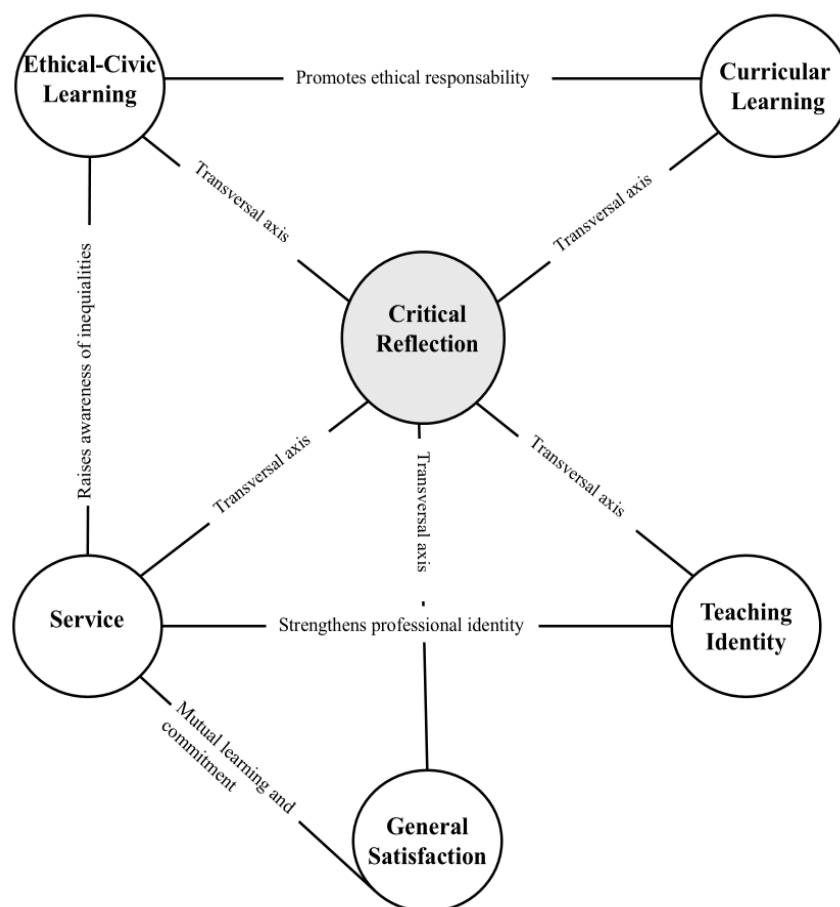 Ethical-Civic
Learning
Promotes ethical responsability
Curricular
Learning
Transversal axis
Transversal axis
Critical
Reflection
Raises awareness of inequialities
Transversal axis
Transversal axis
Transversal axis
Service
Strengthens professional identity
Teaching
Identity
Mutual learning and
commitment
General
Satisfaction